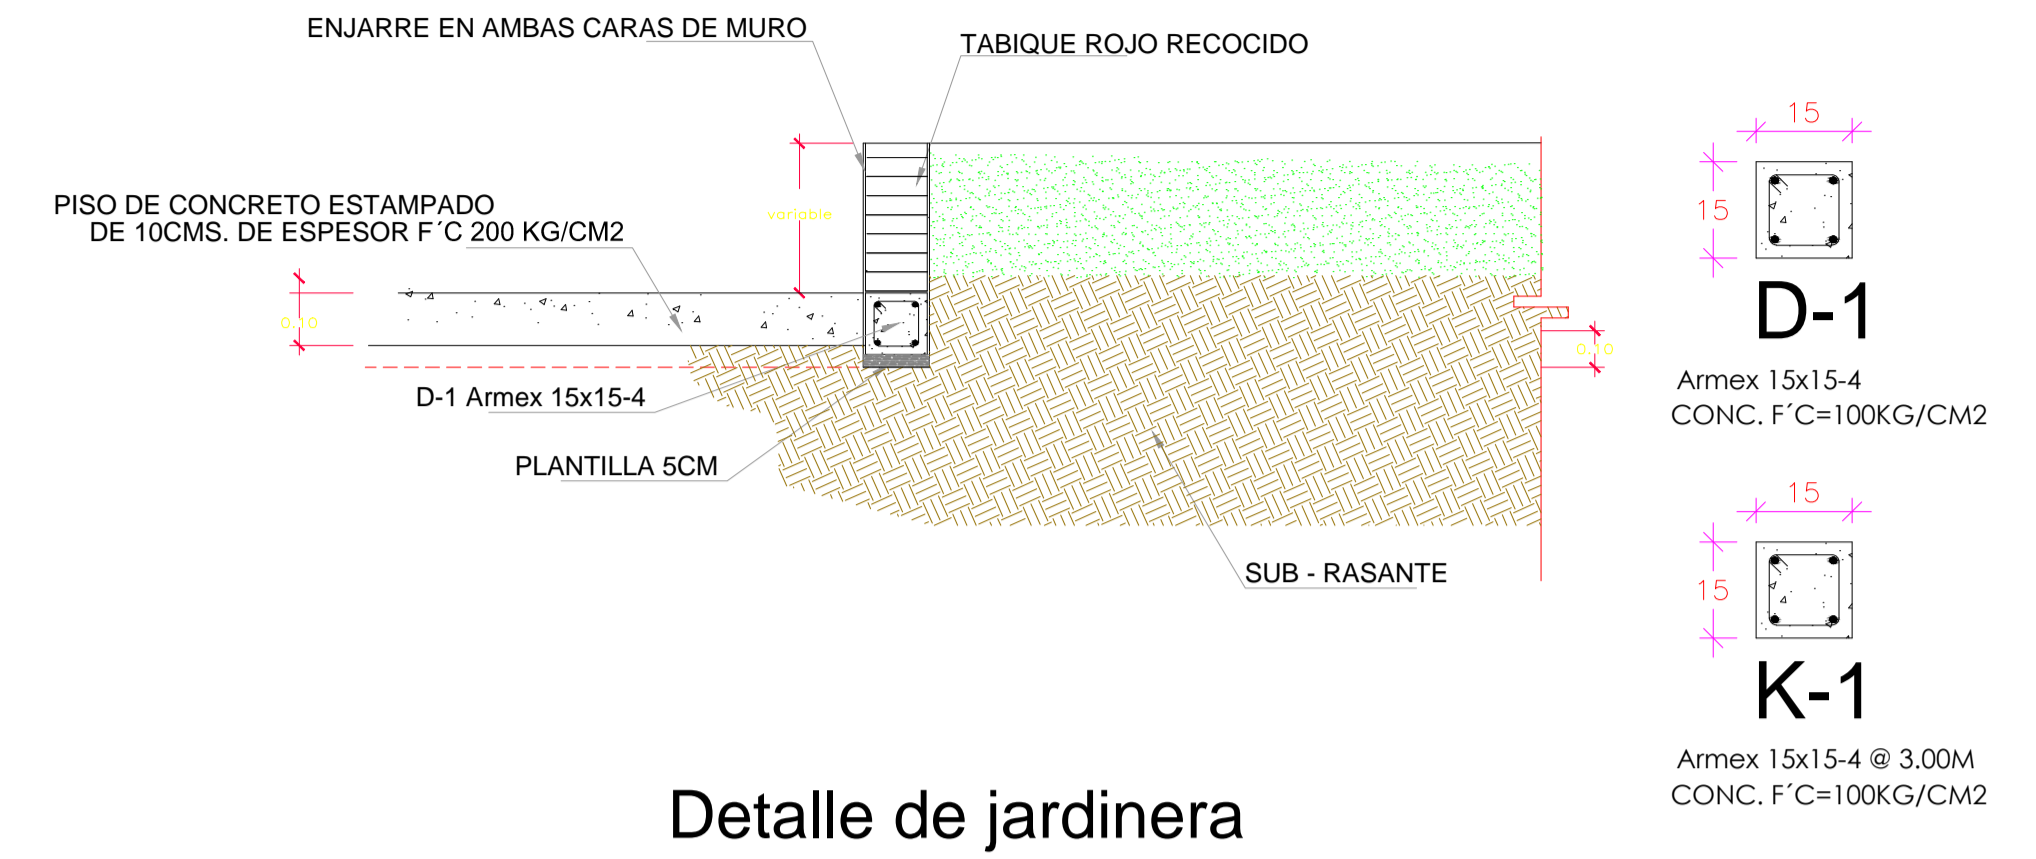 ENJARRE EN AMBAS CARAS DE MURO
TABIQUE ROJO RECOCIDO
variable
PISO DE CONCRETO ESTAMPADO
DE 10CMS. DE ESPESOR F´C 200 KG/CM2
0.10
D-1 Armex 15x15-4
PLANTILLA 5CM
0.10
SUB - RASANTE
15
15
D-1
Armex 15x15-4
CONC. F´C=100KG/CM2
15
15
K-1
Armex 15x15-4 @ 3.00M
CONC. F´C=100KG/CM2
Detalle de jardinera